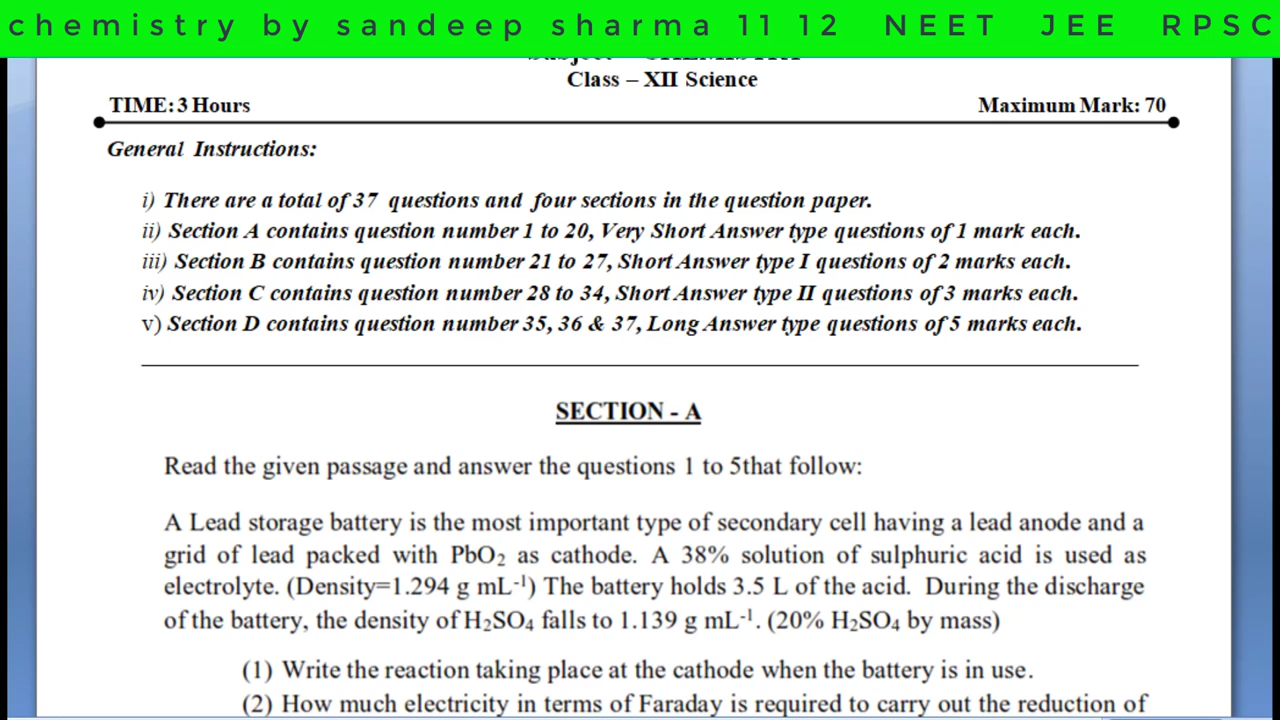 chemistry by sandeep sharma 11 12 NEET JEE RPSC
Class – XII Science
TIME: 3 Hours Maximum Mark: 70
General Instructions:
i) There are a total of 37 questions and four sections in the question paper.
ii) Section A contains question number 1 to 20, Very Short Answer type questions of 1 mark each.
iii) Section B contains question number 21 to 27, Short Answer type I questions of 2 marks each.
iv) Section C contains question number 28 to 34, Short Answer type II questions of 3 marks each.
v) Section D contains question number 35, 36 & 37, Long Answer type questions of 5 marks each.
SECTION - A
Read the given passage and answer the questions 1 to 5that follow:
A Lead storage battery is the most important type of secondary cell having a lead anode and a
grid of lead packed with PbO₂ as cathode. A 38% solution of sulphuric acid is used as
electrolyte. (Density=1.294 g mL⁻¹) The battery holds 3.5 L of the acid. During the discharge
of the battery, the density of H₂SO₄ falls to 1.139 g mL⁻¹. (20% H₂SO₄ by mass)
(1) Write the reaction taking place at the cathode when the battery is in use.
(2) How much electricity in terms of Faraday is required to carry out the reduction of